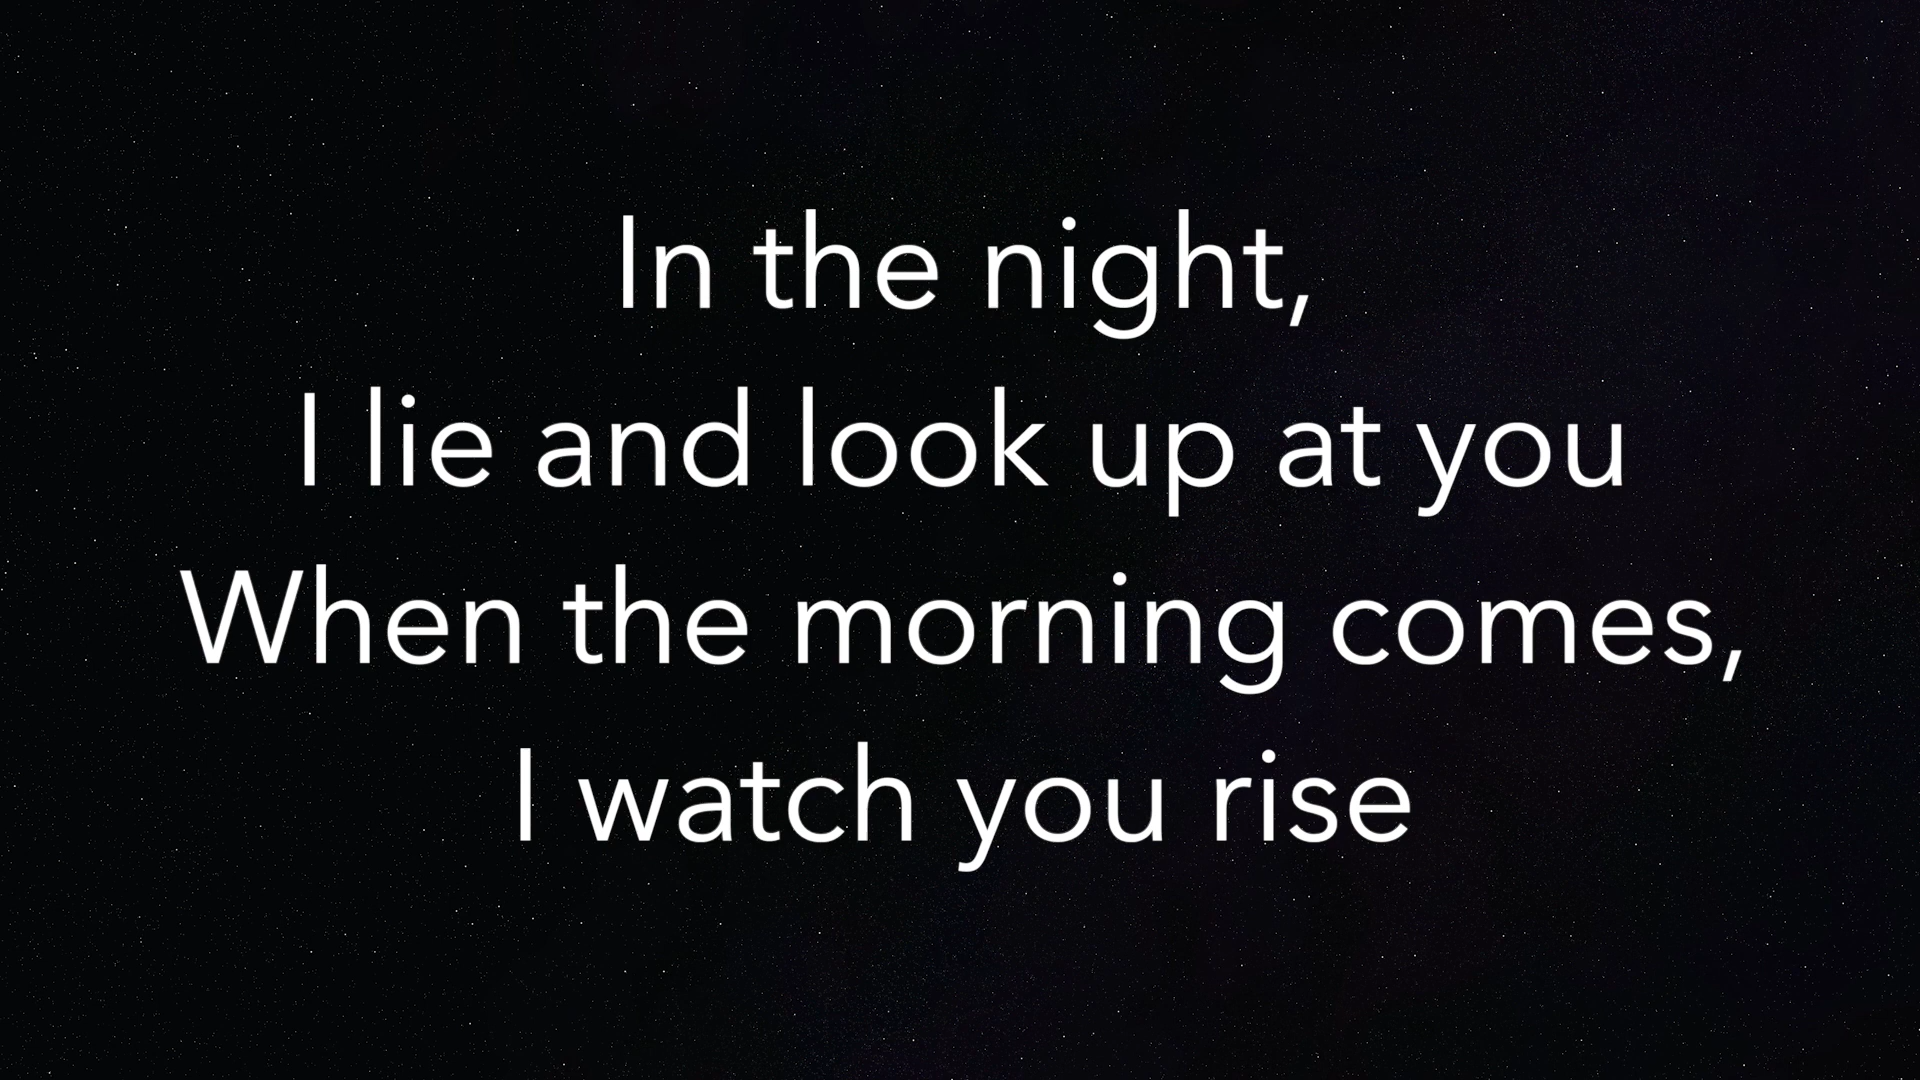 In the night,
I lie and look up at you
When the morning comes,
I watch you rise